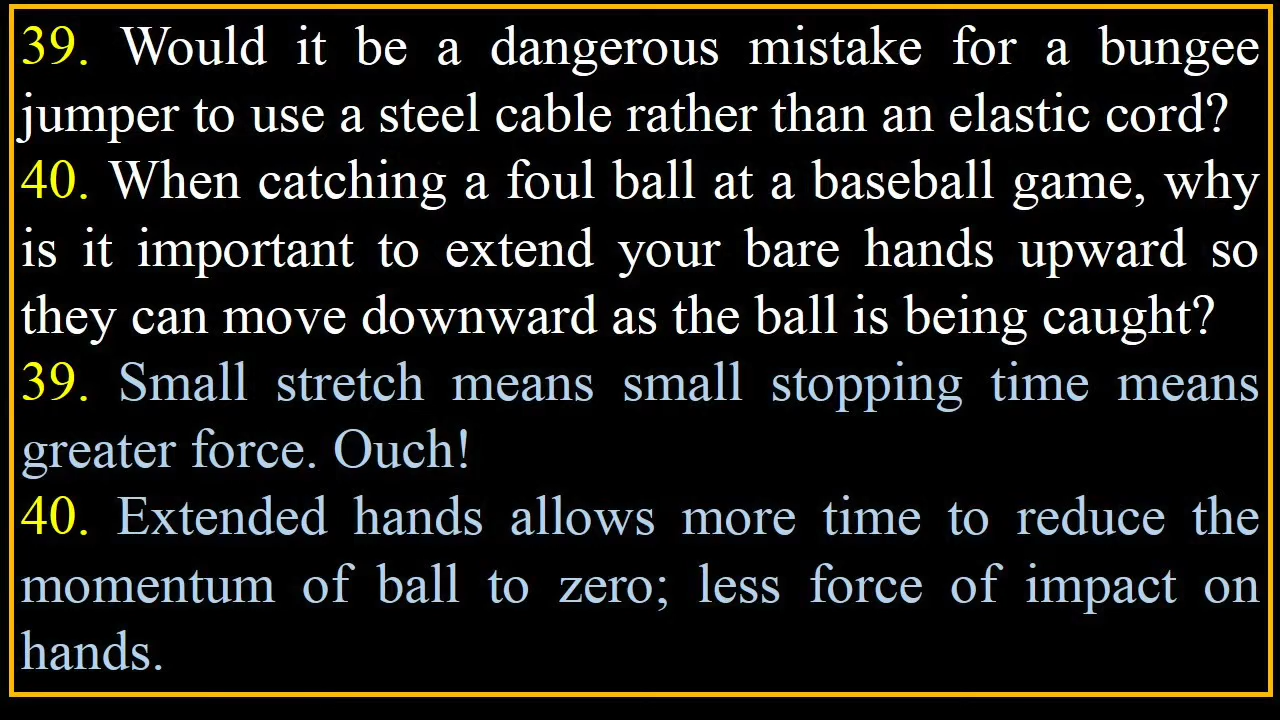 39. Would it be a dangerous mistake for a bungee
jumper to use a steel cable rather than an elastic cord?
40. When catching a foul ball at a baseball game, why
is it important to extend your bare hands upward so
they can move downward as the ball is being caught?
39. Small stretch means small stopping time means
greater force. Ouch!
40. Extended hands allows more time to reduce the
momentum of ball to zero; less force of impact on
hands.